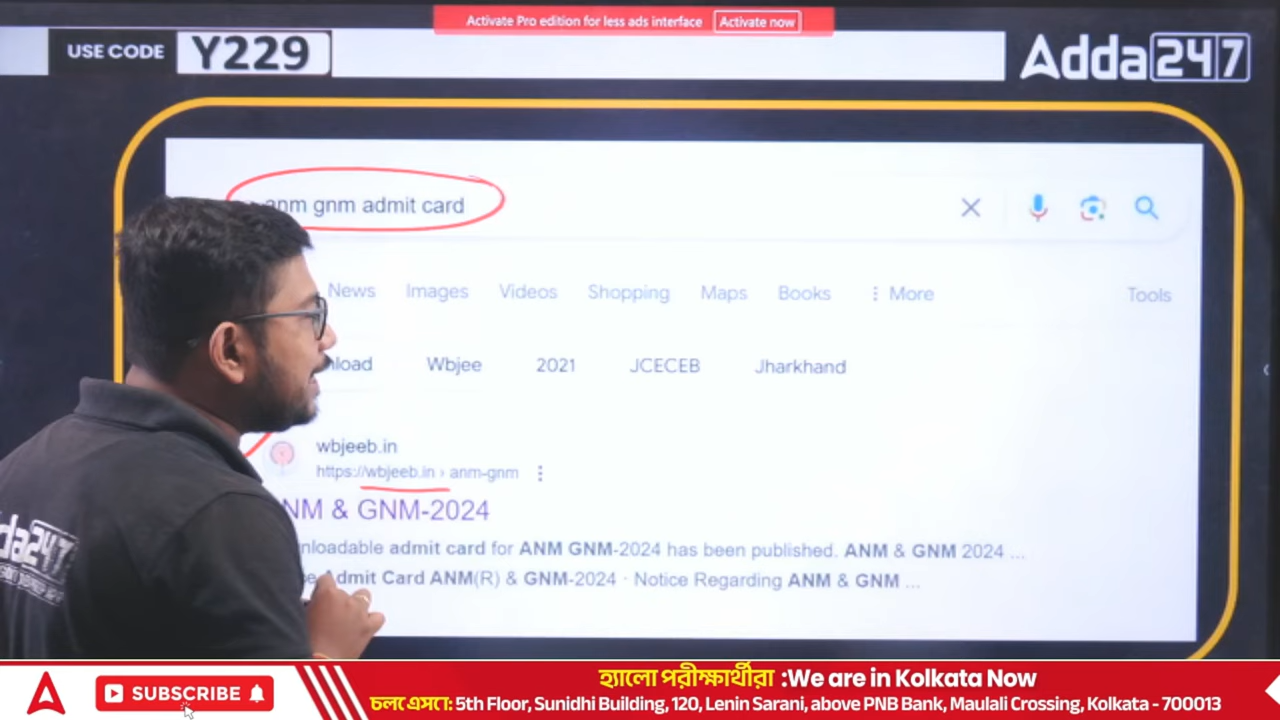 Activate Pro edition for less ads interface Activate now
USE CODE Y229
Adda 247
anm gnm admit card
News Images Videos Shopping Maps Books More Tools
Wbjee 2021 JCECEB Jharkhand
wbjeeb.in
https://wbjeeb.in › anm-gnm
& GNM-2024
admit card for ANM GNM-2024 has been published. ANM & GNM 2024 ...
Admit Card ANM(R) & GNM-2024 · Notice Regarding ANM & GNM ...
SUBSCRIBE
হ্যালো পরীক্ষার্থীরা :We are in Kolkata Now
চলে এসো: 5th Floor, Sunidhi Building, 120, Lenin Sarani, above PNB Bank, Maulali Crossing, Kolkata - 700013